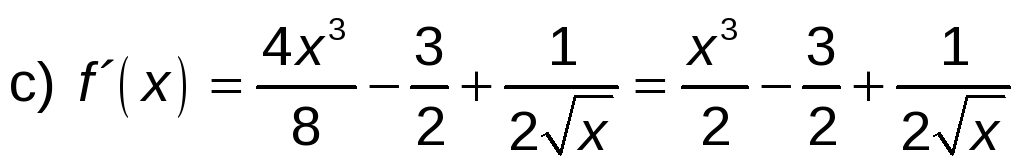 c) f´(x) = 4x³/8 − 3/2 + 1/(2√x) = x³/2 − 3/2 + 1/(2√x)